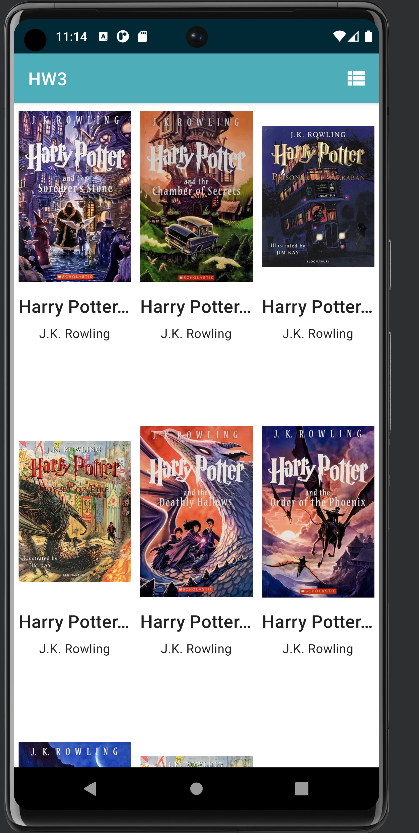 11:14
A
HW3
J. K. ROWLING
Harry Potter
and the
Sorcerer's Stone
SCHOLASTIC
J. K. ROWLING
Harry Potter
and the
Chamber of Secrets
SCHOLASTIC
J.K. ROWLING
Harry Potter
PRISONER OF AZKABAN
Illustrated by
JIM KAY
Harry Potter...
Harry Potter...
Harry Potter...
J.K. Rowling
J.K. Rowling
J.K. Rowling
J.K. ROWLING
Harry Potter
Illustrated by
JIM KAY
J. K. ROWLING
Harry Potter
and the
Deathly Hallows
SCHOLASTIC
J. K. ROWLING
Harry Potter
and the
Order of the Phoenix
SCHOLASTIC
Harry Potter...
Harry Potter...
Harry Potter...
J.K. Rowling
J.K. Rowling
J.K. Rowling
J. K. ROWLING